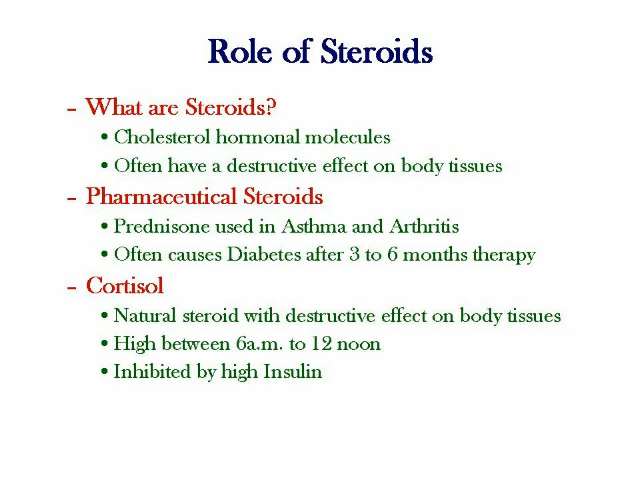 Role of Steroids
– What are Steroids?
• Cholesterol hormonal molecules
• Often have a destructive effect on body tissues
– Pharmaceutical Steroids
• Prednisone used in Asthma and Arthritis
• Often causes Diabetes after 3 to 6 months therapy
– Cortisol
• Natural steroid with destructive effect on body tissues
• High between 6a.m. to 12 noon
• Inhibited by high Insulin